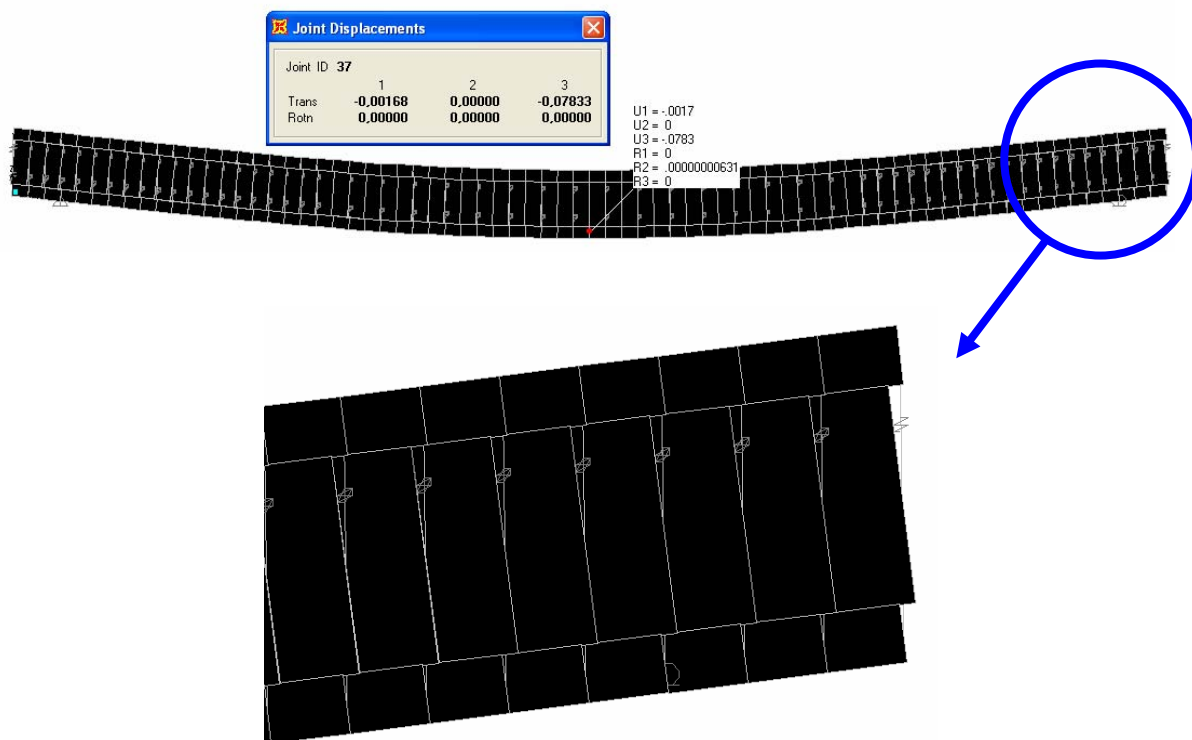 Joint Displacements
Joint ID 37
1 2 3
Trans -0,00168 0,00000 -0,07833
Rotn 0,00000 0,00000 0,00000
U1 = -.0017
U2 = 0
U3 = -.0783
R1 = 0
R2 = .00000000631
R3 = 0